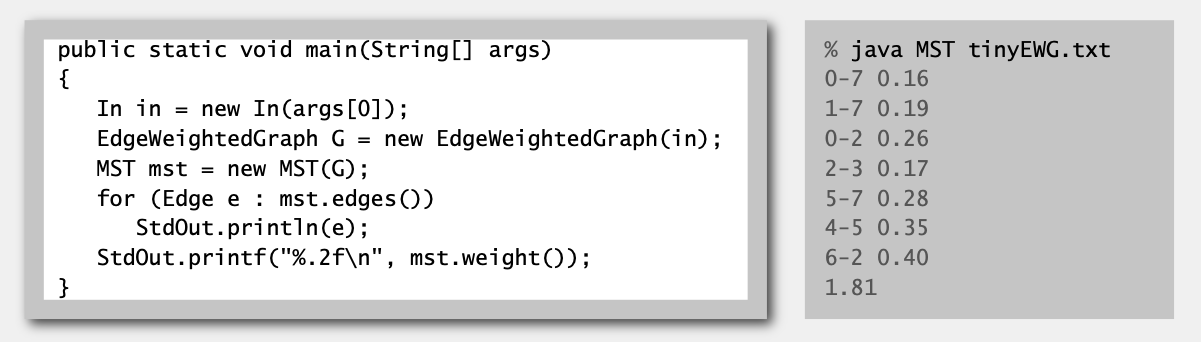 public static void main(String[] args)
{
   In in = new In(args[0]);
   EdgeWeightedGraph G = new EdgeWeightedGraph(in);
   MST mst = new MST(G);
   for (Edge e : mst.edges())
      StdOut.println(e);
   StdOut.printf("%.2f\n", mst.weight());
}
% java MST tinyEWG.txt
0-7 0.16
1-7 0.19
0-2 0.26
2-3 0.17
5-7 0.28
4-5 0.35
6-2 0.40
1.81